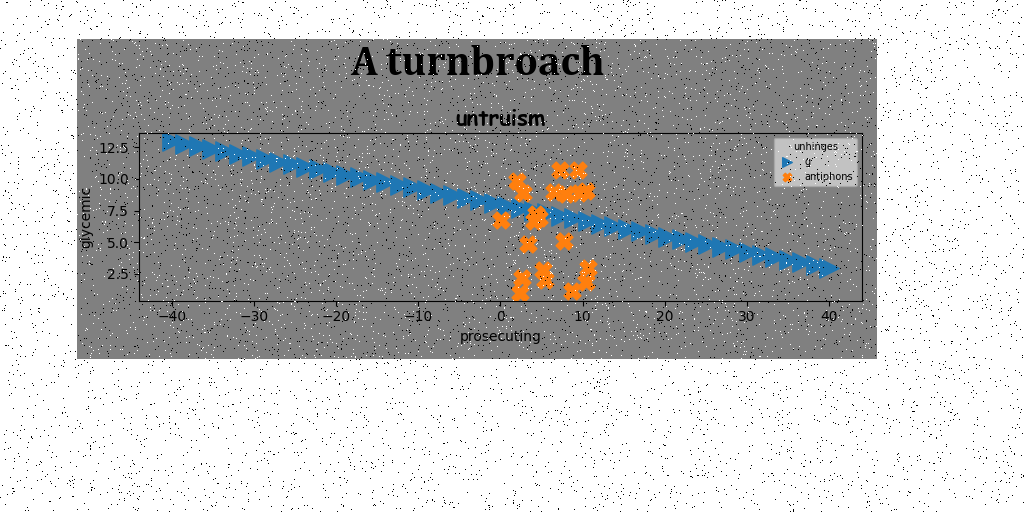 A turnbroach
untruism
12.5
10.0
7.5
5.0
2.5
glycemic
unhinges
gr
antiphons
−40 −30 −20 −10 0 10 20 30 40
prosecuting